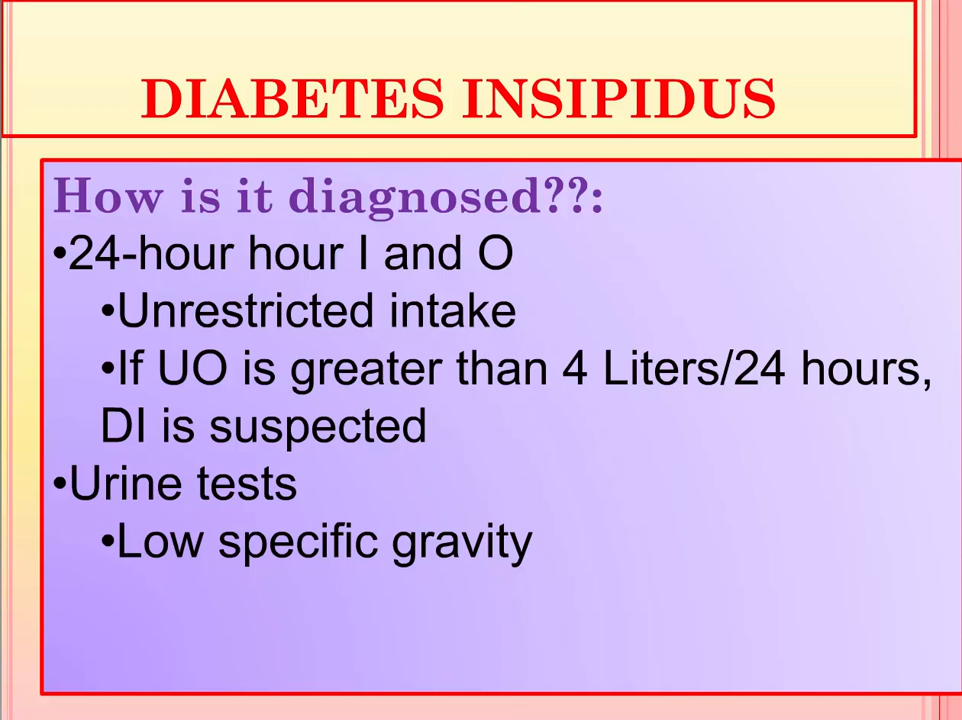 DIABETES INSIPIDUS
How is it diagnosed??:
•24-hour hour I and O
•Unrestricted intake
•If UO is greater than 4 Liters/24 hours,
DI is suspected
•Urine tests
•Low specific gravity